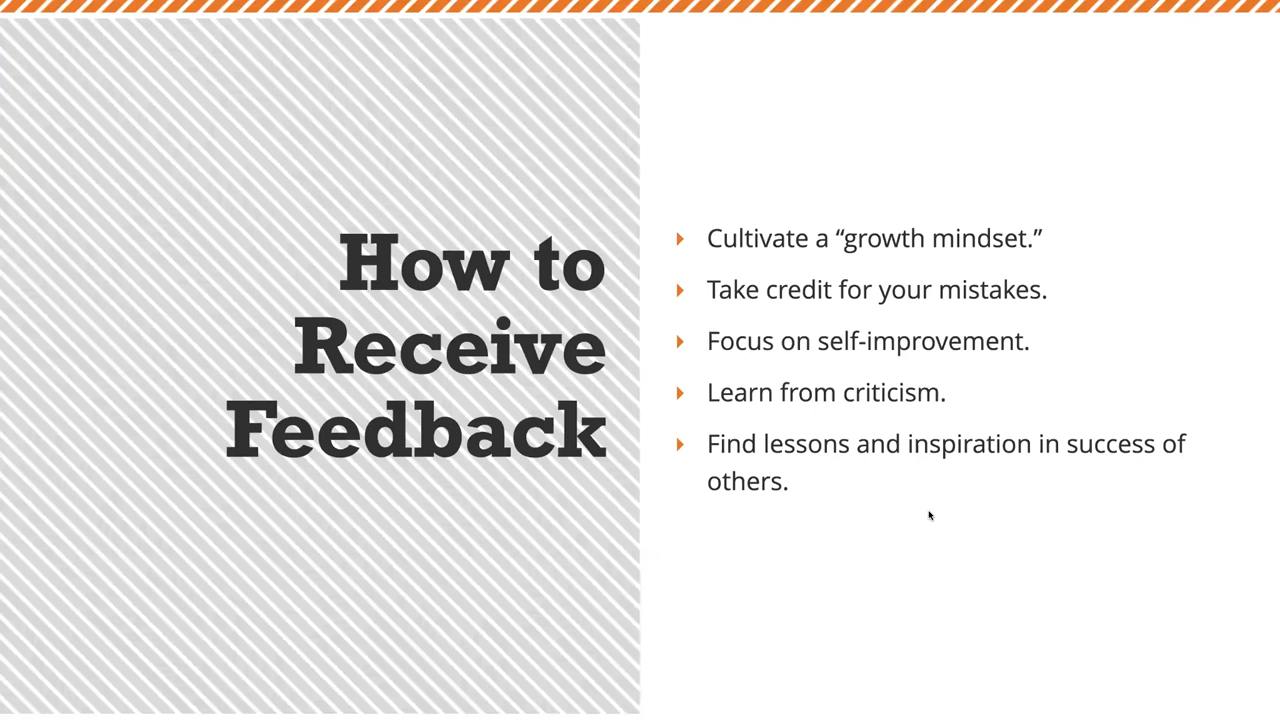 How to
Receive
Feedback
Cultivate a “growth mindset.”
Take credit for your mistakes.
Focus on self-improvement.
Learn from criticism.
Find lessons and inspiration in success of
others.